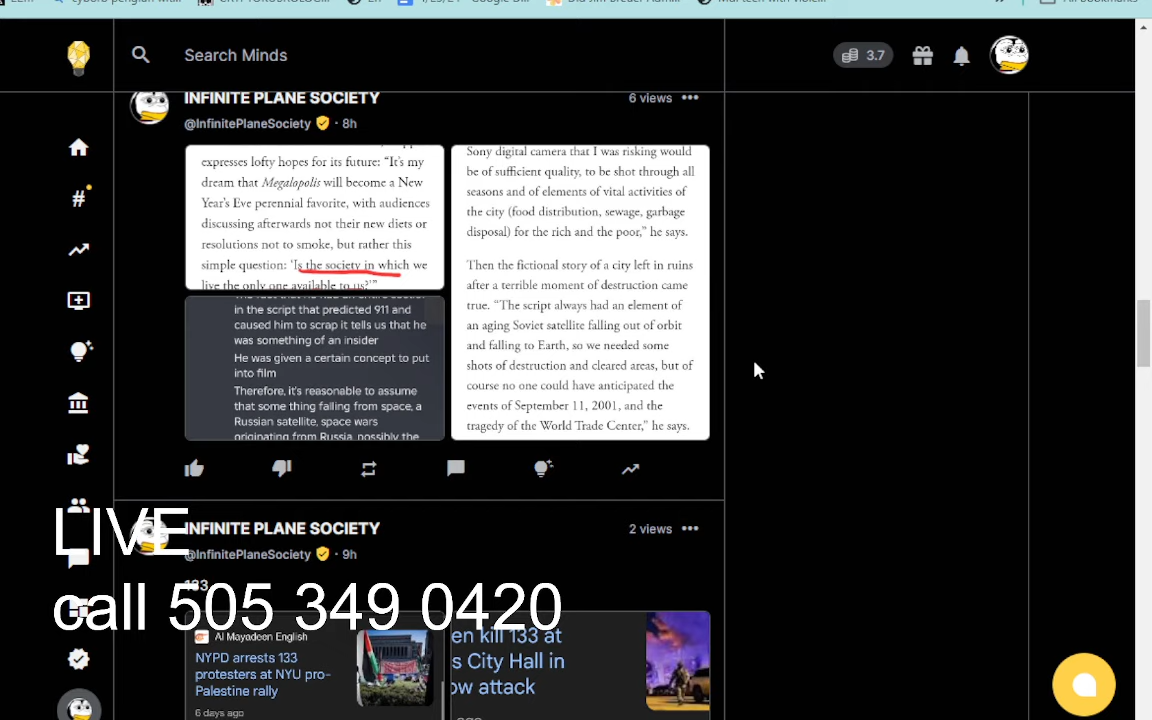 Search Minds
3.7
INFINITE PLANE SOCIETY
6 views
@InfinitePlaneSociety
· 8h
expresses lofty hopes for its future: “It's my
dream that Megalopolis will become a New
Year's Eve perennial favorite, with audiences
discussing afterwards not their new diets or
resolutions not to smoke, but rather this
simple question: ‘Is the society in which we
live the only one available to us?’”
Sony digital camera that I was risking would
be of sufficient quality, to be shot through all
seasons and of elements of vital activities of
the city (food distribution, sewage, garbage
disposal) for the rich and the poor,” he says.
Then the fictional story of a city left in ruins
after a terrible moment of destruction came
true. “The script always had an element of
an aging Soviet satellite falling out of orbit
and falling to Earth, so we needed some
shots of destruction and cleared areas, but of
course no one could have anticipated the
events of September 11, 2001, and the
tragedy of the World Trade Center,” he says.
in the script that predicted 911 and
caused him to scrap it tells us that he
was something of an insider
He was given a certain concept to put
into film
Therefore, it's reasonable to assume
that some thing falling from space, a
Russian satellite, space wars
originating from Russia, possibly the
INFINITE PLANE SOCIETY
2 views
@InfinitePlaneSociety
· 9h
133
LIVE
call 505 349 0420
Al Mayadeen English
NYPD arrests 133
protesters at NYU pro-
Palestine rally
6 days ago
en kill 133 at
s City Hall in
ow attack